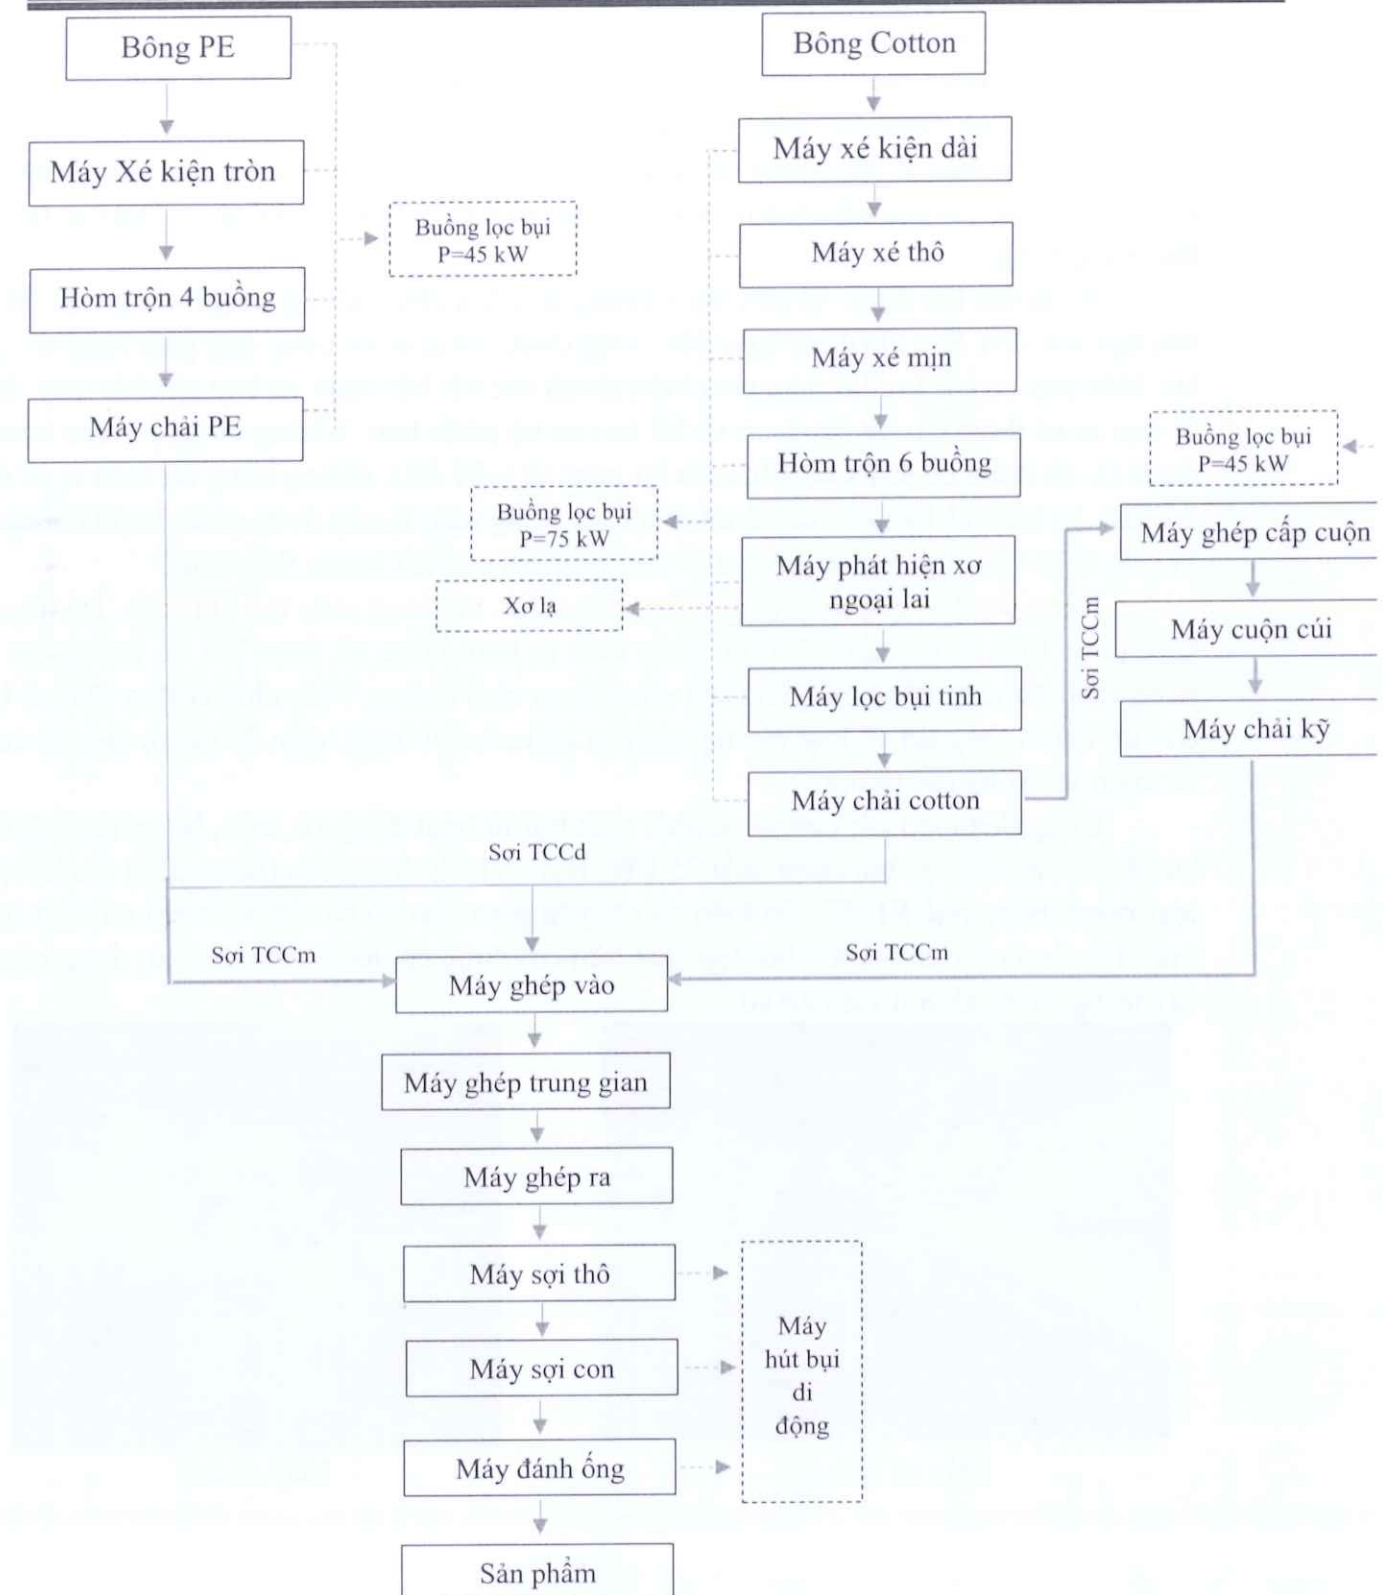 Bông PE
Bông Cotton
Máy Xé kiện tròn
Máy xé kiện dài
Buồng lọc bụi
P=45 kW
Máy xé thô
Hòm trộn 4 buồng
Máy xé mịn
Máy chải PE
Buồng lọc bụi
P=45 kW
Hòm trộn 6 buồng
Buồng lọc bụi
P=75 kW
Máy ghép cấp cuộn
Máy phát hiện xơ
ngoại lai
Xơ lạ
Sợi TCCm
Máy cuộn cúi
Máy lọc bụi tinh
Máy chải kỹ
Máy chải cotton
Sợi TCCd
Sợi TCCm
Sợi TCCm
Máy ghép vào
Máy ghép trung gian
Máy ghép ra
Máy sợi thô
Máy
hút bụi
di
động
Máy sợi con
Máy đánh ống
Sản phẩm